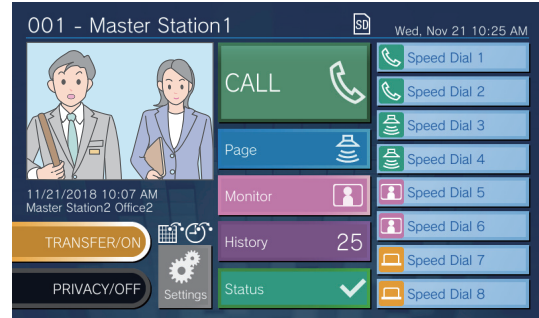 001 - Master Station1
SD
Wed, Nov 21 10:25 AM
CALL
Page
Monitor
History 25
Status
11/21/2018 10:07 AM
Master Station2 Office2
TRANSFER/ON
PRIVACY/OFF
Settings
Speed Dial 1
Speed Dial 2
Speed Dial 3
Speed Dial 4
Speed Dial 5
Speed Dial 6
Speed Dial 7
Speed Dial 8